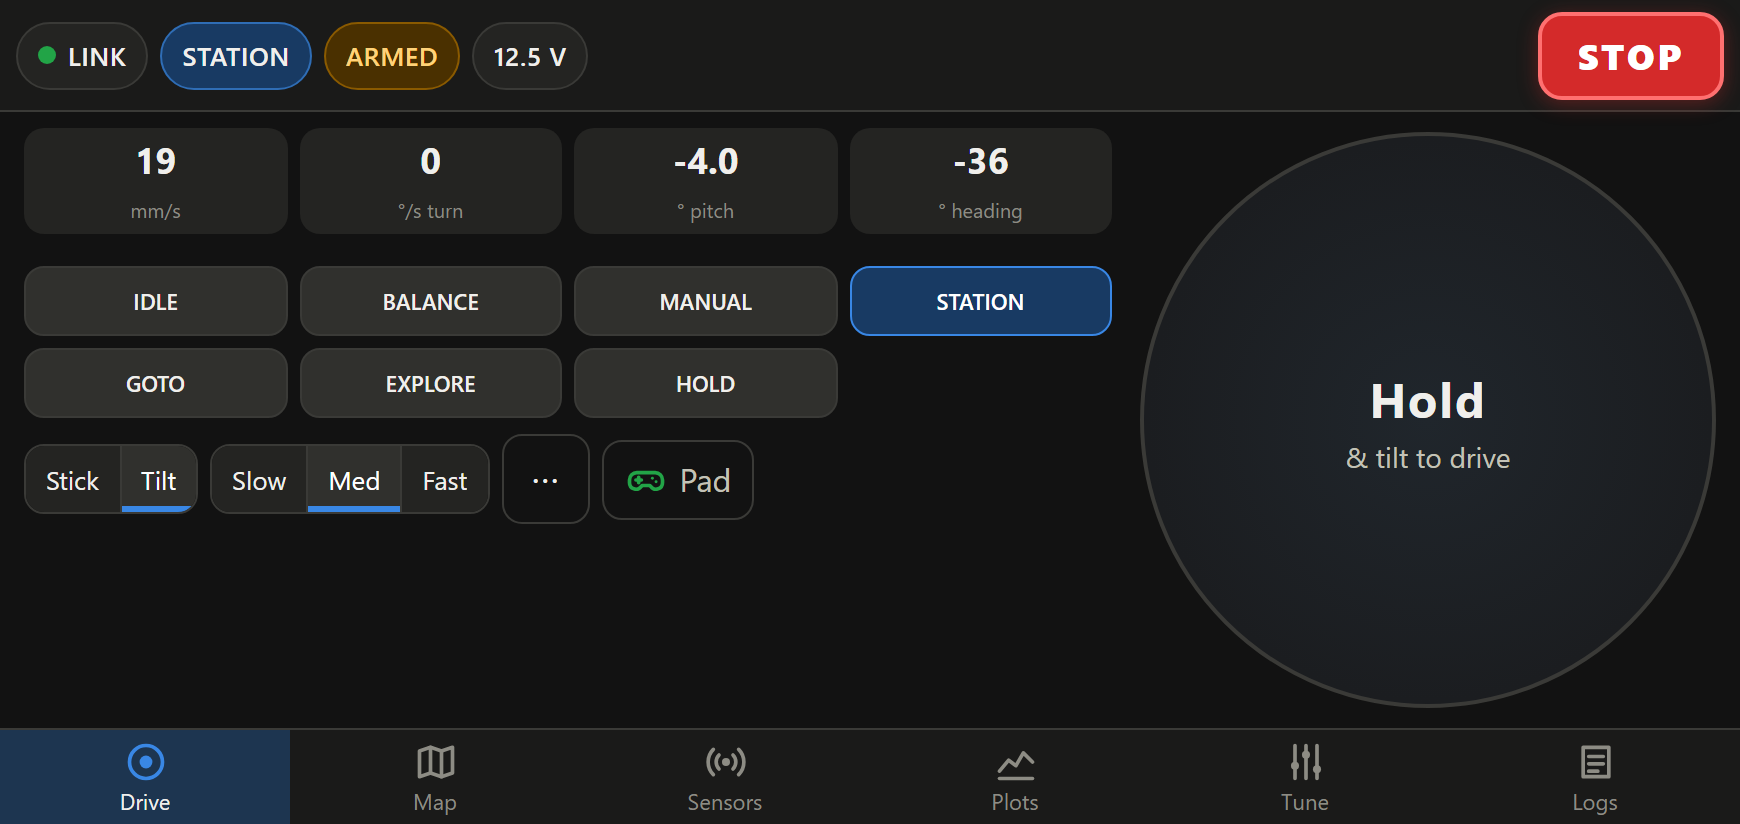 LINK
STATION
ARMED
12.5 V
STOP
19
mm/s
0
°/s turn
-4.0
° pitch
-36
° heading
IDLE
BALANCE
MANUAL
STATION
GOTO
EXPLORE
HOLD
Stick
Tilt
Slow
Med
Fast
...
Pad
Hold
& tilt to drive
Drive
Map
Sensors
Plots
Tune
Logs